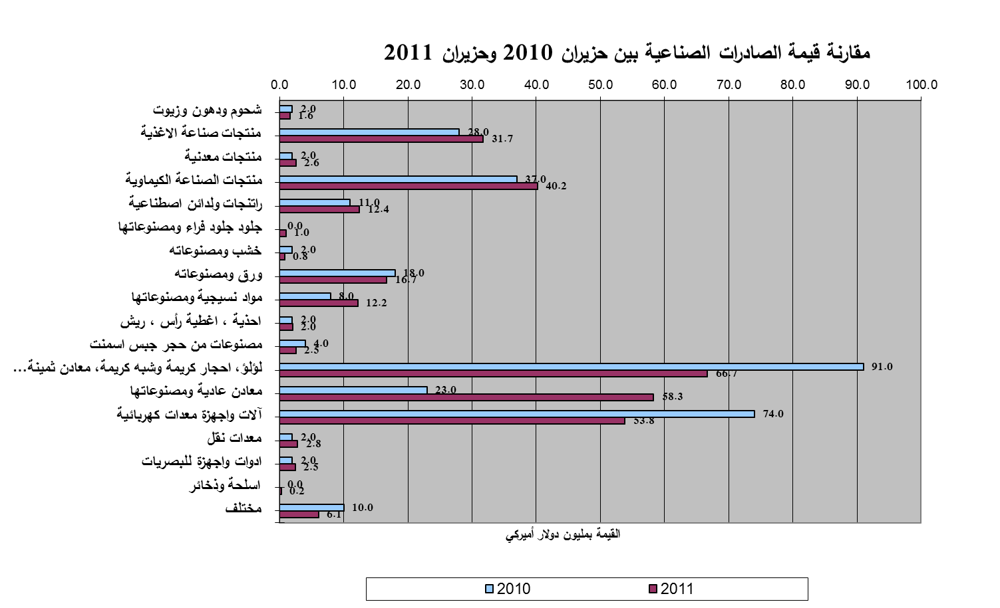 مقارنة قيمة الصادرات الصناعية بين حزيران 2010 وحزيران 2011
0.0 10.0 20.0 30.0 40.0 50.0 60.0 70.0 80.0 90.0 100.0
شحوم ودهون وزيوت
2.0
1.6
منتجات صناعة الاغذية
28.0
31.7
منتجات معدنية
2.0
2.6
منتجات الصناعة الكيماوية
37.0
40.2
راتنجات ولدائن اصطناعية
11.0
12.4
جلود جلود فراء ومصنوعاتها
0.0
1.0
خشب ومصنوعاته
2.0
0.8
ورق ومصنوعاته
18.0
16.7
مواد نسيجية ومصنوعاتها
8.0
12.2
احذية ، اغطية رأس ، ريش
2.0
2.0
مصنوعات من حجر جبس اسمنت
4.0
2.5
لؤلؤ، احجار كريمة وشبه كريمة، معادن ثمينة...
91.0
66.7
معادن عادية ومصنوعاتها
23.0
58.3
آلات واجهزة معدات كهربائية
74.0
53.8
معدات نقل
2.0
2.8
ادوات واجهزة للبصريات
2.0
2.5
اسلحة وذخائر
0.0
0.2
مختلف
10.0
6.1
القيمة بمليون دولار أميركي
2010 2011